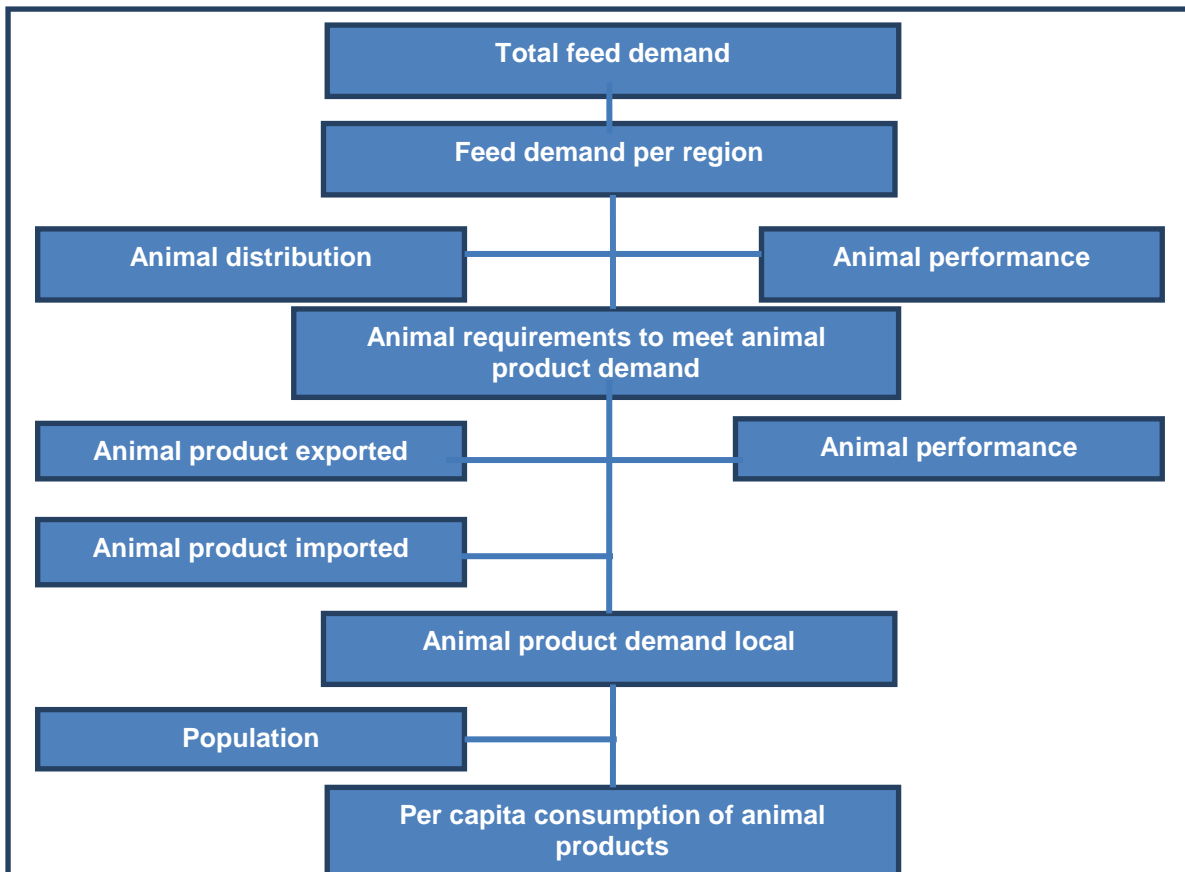 Total feed demand
Feed demand per region
Animal distribution
Animal performance
Animal requirements to meet animal
product demand
Animal product exported
Animal performance
Animal product imported
Animal product demand local
Population
Per capita consumption of animal
products